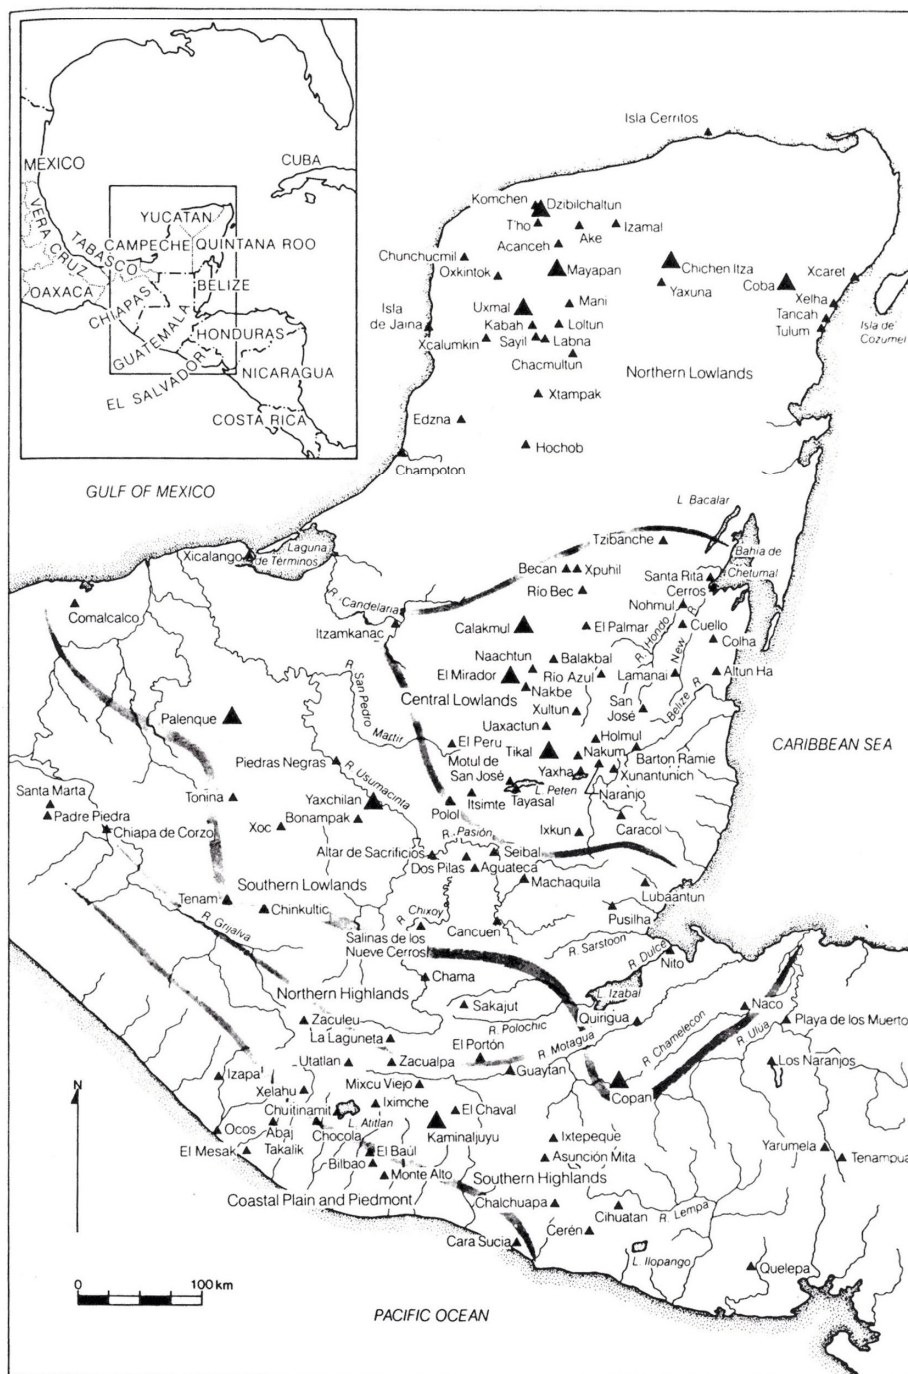 Isla Cerritos
MEXICO
CUBA
VERA CRUZ
TABASCO
YUCATAN
CAMPECHE
QUINTANA ROO
OAXACA
CHIAPAS
BELIZE
GUATEMALA
HONDURAS
EL SALVADOR
NICARAGUA
COSTA RICA
Komchen
Dzibilchaltun
T'ho
Ake
Izamal
Acanceh
Chunchucmil
Oxkintok
Mayapan
Chichen Itza
Yaxuna
Coba
Xcaret
Xelha
Tancah
Tulum
Isla de
Cozumel
Isla
de Jaina
Uxmal
Mani
Kabah
Loltun
Xcalumkin
Sayil
Labna
Chacmultun
Northern Lowlands
Xtampak
Edzna
Hochob
Champoton
GULF OF MEXICO
L. Bacalar
Xicalango
Laguna
de Términos
Tzibanche
Bahia de
Chetumal
Becan
Xpuhil
Santa Rita
Rio Bec
Cerros
Comalcalco
R. Candelaria
Nohmul
Itzamkanac
Calakmul
El Palmar
R. Hondo
New R.
Cuello
Colha
Naachtun
Balakbal
El Mirador
Rio Azul
Lamanai
Altun Ha
R. San Pedro Martir
Nakbe
Central Lowlands
Xultun
San
José
Belize R
Palenque
Uaxactun
Holmul
El Peru
Tikal
Nakum
Barton Ramie
CARIBBEAN SEA
Piedras Negras
R. Usumacinta
Motul de
San José
Yaxha
Xunantunich
L. Peten
Naranjo
Santa Marta
Tonina
Yaxchilan
Itsimte
Tayasal
Padre Piedra
Bonampak
Polol
Chiapa de Corzo
Xoc
Ixkun
Caracol
R. Pasión
Altar de Sacrificios
Seibal
Dos Pilas
Aguateca
Southern Lowlands
Machaquila
Lubaantun
Tenam
Chinkultic
R. Chixoy
Pusilha
R. Grijalva
Cancuen
Salinas de los
Nueve Cerros
R. Sarstoon
R. Dulce
Nito
Chama
Northern Highlands
Sakajut
L. Izabal
Naco
Zaculeu
R. Polochic
Quirigua
Playa de los Muerto
La Laguneta
El Portón
R. Motagua
R. Chamelecon
R. Ulúa
Utatlan
Zacualpa
Guaytan
Los Naranjos
N
Izapa
Mixcu Viejo
Copan
Xelahu
Iximche
El Chaval
Chuitinamit
L. Atitlan
Ocos
Abaj
Takalik
Chocola
Kaminaljuyu
Ixtepeque
El Mesak
El Baúl
Asunción Mita
Yarumela
Tenampua
Bilbao
Monte Alto
Southern Highlands
Coastal Plain and Piedmont
Chalchuapa
Cihuatan
R. Lempa
Cerén
Cara Sucia
L. Ilopango
Quelepa
0 100 km
PACIFIC OCEAN